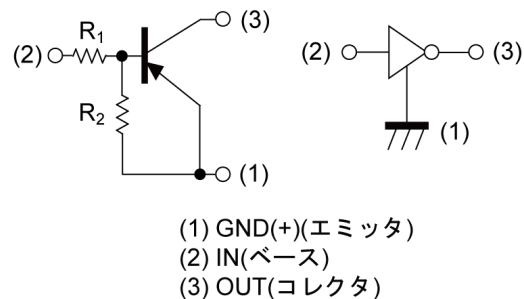 (3)
R1
(2)
R2
(1)
(2)
(3)
(1)
(1) GND(+)(エミッタ)
(2) IN(ベース)
(3) OUT(コレクタ)